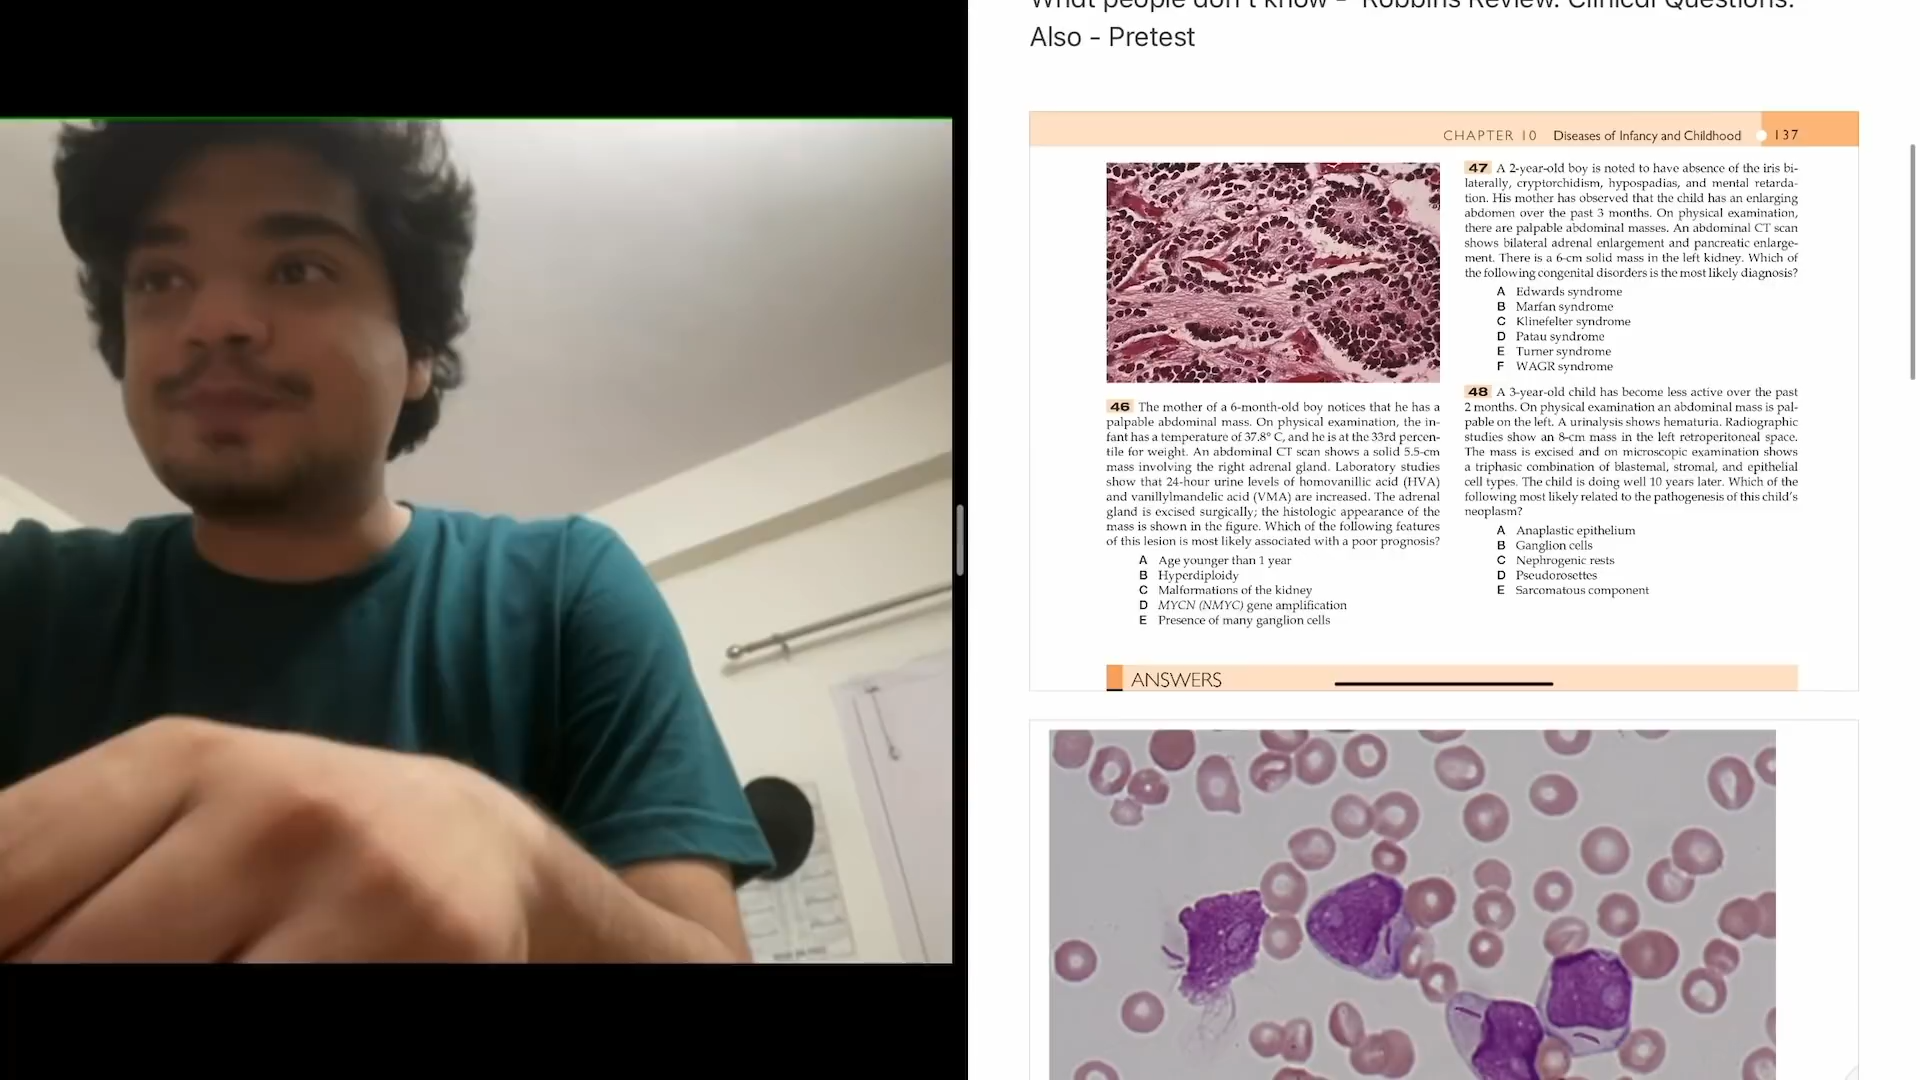 What people don't know - Robbins Review. Clinical Questions.
Also - Pretest
CHAPTER 10 Diseases of Infancy and Childhood 137
46 The mother of a 6-month-old boy notices that he has a
palpable abdominal mass. On physical examination, the in-
fant has a temperature of 37.8° C, and he is at the 33rd percen-
tile for weight. An abdominal CT scan shows a solid 5.5-cm
mass involving the right adrenal gland. Laboratory studies
show that 24-hour urine levels of homovanillic acid (HVA)
and vanillylmandelic acid (VMA) are increased. The adrenal
gland is excised surgically; the histologic appearance of the
mass is shown in the figure. Which of the following features
of this lesion is most likely associated with a poor prognosis?
A Age younger than 1 year
B Hyperdiploidy
C Malformations of the kidney
D MYCN (NMYC) gene amplification
E Presence of many ganglion cells
47 A 2-year-old boy is noted to have absence of the iris bi-
laterally, cryptorchidism, hypospadias, and mental retarda-
tion. His mother has observed that the child has an enlarging
abdomen over the past 3 months. On physical examination,
there are palpable abdominal masses. An abdominal CT scan
shows bilateral adrenal enlargement and pancreatic enlarge-
ment. There is a 6-cm solid mass in the left kidney. Which of
the following congenital disorders is the most likely diagnosis?
A Edwards syndrome
B Marfan syndrome
C Klinefelter syndrome
D Patau syndrome
E Turner syndrome
F WAGR syndrome
48 A 3-year-old child has become less active over the past
2 months. On physical examination an abdominal mass is pal-
pable on the left. A urinalysis shows hematuria. Radiographic
studies show an 8-cm mass in the left retroperitoneal space.
The mass is excised and on microscopic examination shows
a triphasic combination of blastemal, stromal, and epithelial
cell types. The child is doing well 10 years later. Which of the
following most likely related to the pathogenesis of this child's
neoplasm?
A Anaplastic epithelium
B Ganglion cells
C Nephrogenic rests
D Pseudorosettes
E Sarcomatous component
ANSWERS